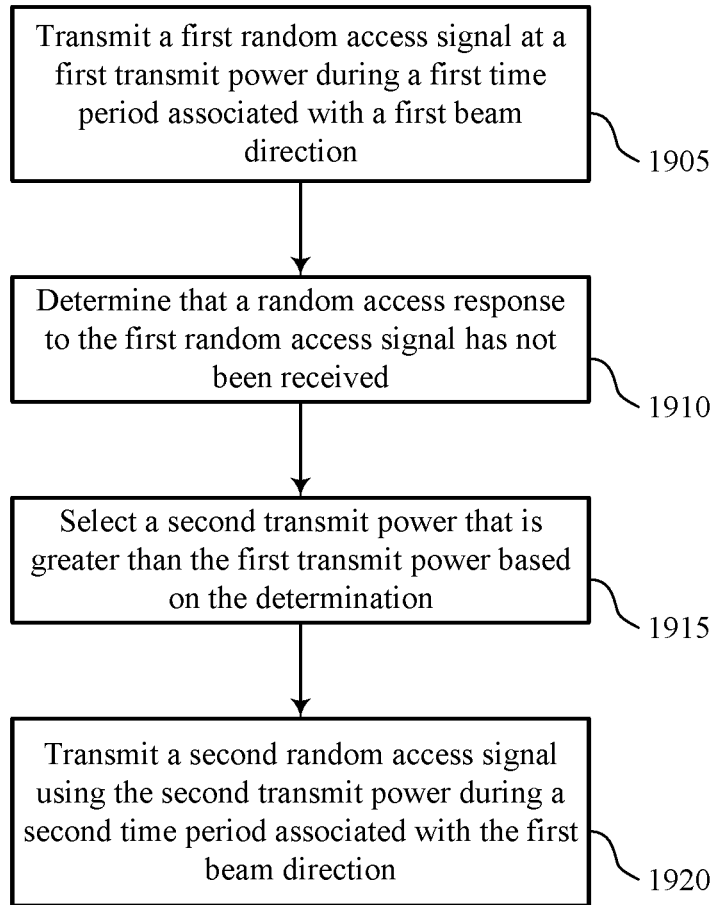 Transmit a first random access signal at a
first transmit power during a first time
period associated with a first beam
direction
1905
Determine that a random access response
to the first random access signal has not
been received
1910
Select a second transmit power that is
greater than the first transmit power based
on the determination
1915
Transmit a second random access signal
using the second transmit power during a
second time period associated with the first
beam direction
1920